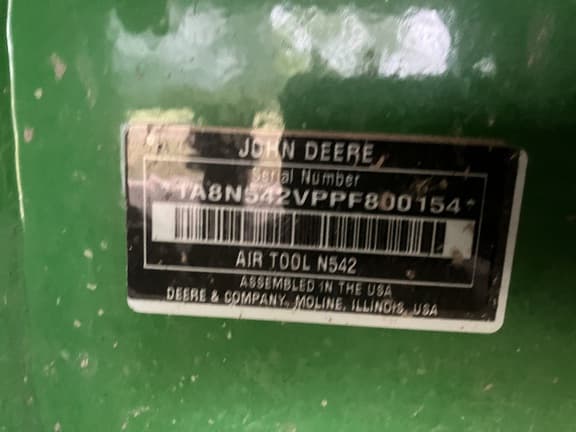 JOHN DEERE
Serial Number
*1A8N542VPPF800154*
AIR TOOL N542
ASSEMBLED IN THE USA
DEERE & COMPANY, MOLINE, ILLINOIS, USA